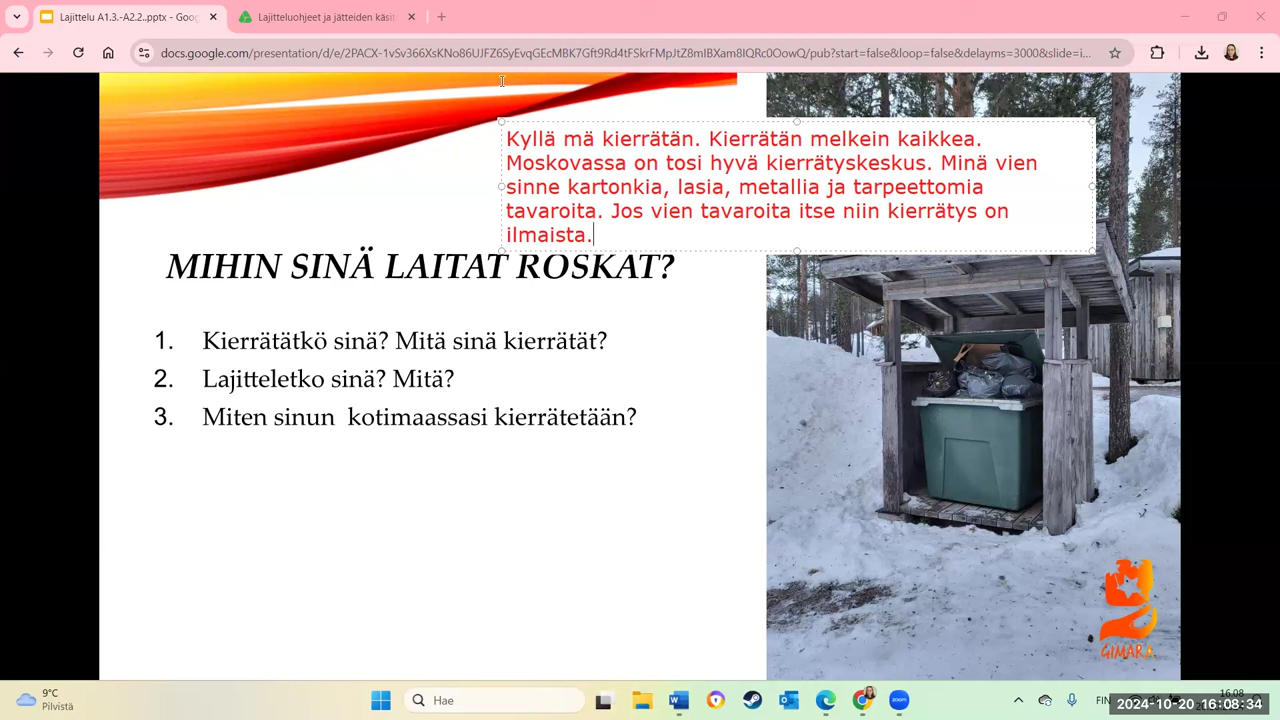 Lajittelu A1.3.-A2.2..pptx - Goo
Lajitteluohjeet ja jätteiden käsit
docs.google.com/presentation/d/e/2PACX-1vSv366XsKNo86UJFZ6SyEvqGEcMBK7Gft9Rd4tFSkrFMpJtZ8mIBXam8lQRc0OowQ/pub?start=false&loop=false&delayms=3000&slide=i...
Kyllä mä kierrätän. Kierrätän melkein kaikkea.
Moskovassa on tosi hyvä kierrätyskeskus. Minä vien
sinne kartonkia, lasia, metallia ja tarpeettomia
tavaroita. Jos vien tavaroita itse niin kierrätys on
ilmaista.
MIHIN SINÄ LAITAT ROSKAT?
1. Kierrätätkö sinä? Mitä sinä kierrätät?
2. Lajitteletko sinä? Mitä?
3. Miten sinun kotimaassasi kierrätetään?
GIMARA
9°C
Pilvistä
Hae
FIN
16.08
2024-10-20 16:08:34